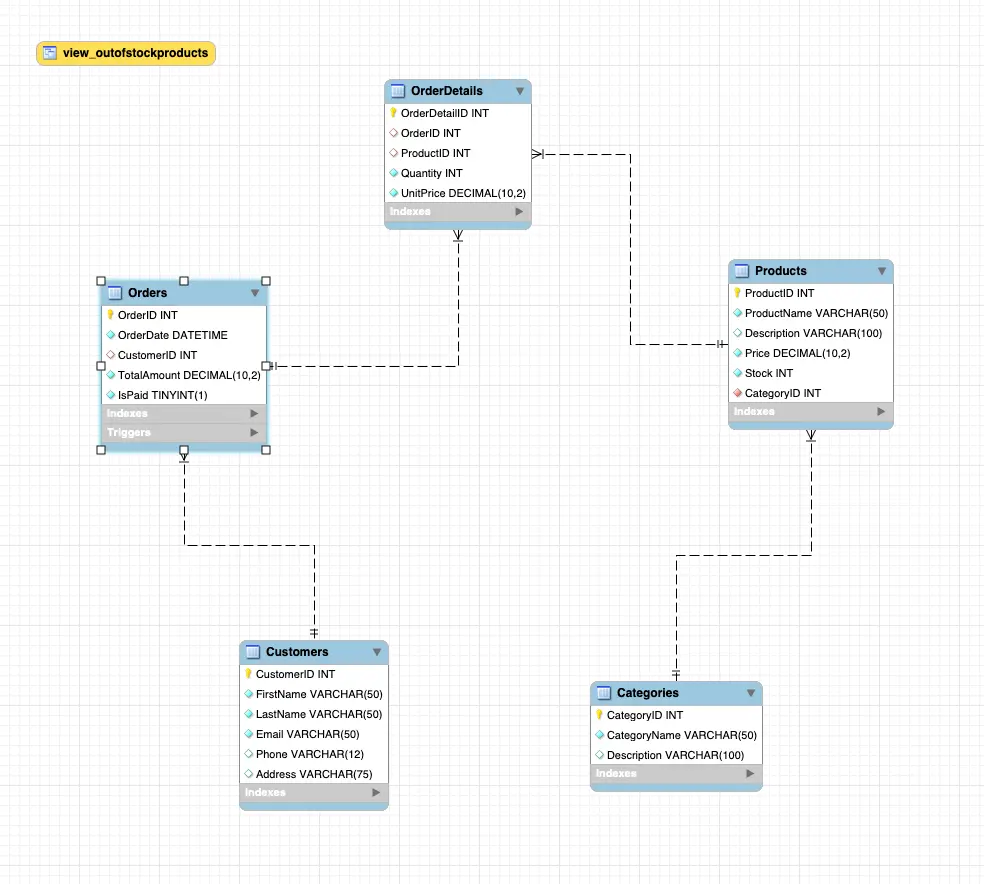 view_outofstockproducts
OrderDetails
OrderDetailID INT
OrderID INT
ProductID INT
Quantity INT
UnitPrice DECIMAL(10,2)
Indexes
Orders
OrderID INT
OrderDate DATETIME
CustomerID INT
TotalAmount DECIMAL(10,2)
IsPaid TINYINT(1)
Indexes
Triggers
Products
ProductID INT
ProductName VARCHAR(50)
Description VARCHAR(100)
Price DECIMAL(10,2)
Stock INT
CategoryID INT
Indexes
Customers
CustomerID INT
FirstName VARCHAR(50)
LastName VARCHAR(50)
Email VARCHAR(50)
Phone VARCHAR(12)
Address VARCHAR(75)
Indexes
Categories
CategoryID INT
CategoryName VARCHAR(50)
Description VARCHAR(100)
Indexes